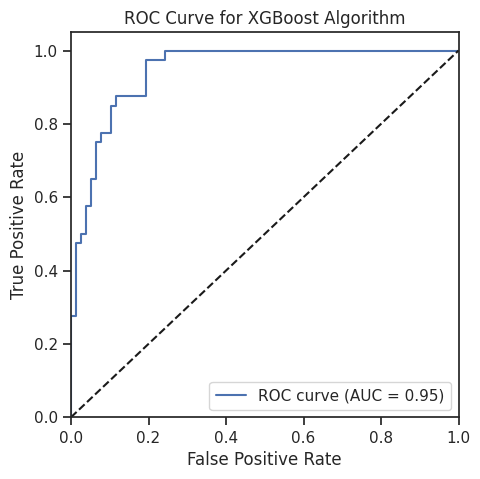 ROC Curve for XGBoost Algorithm
1.0
0.8
0.6
0.4
0.2
0.0
True Positive Rate
ROC curve (AUC = 0.95)
0.0 0.2 0.4 0.6 0.8 1.0
False Positive Rate